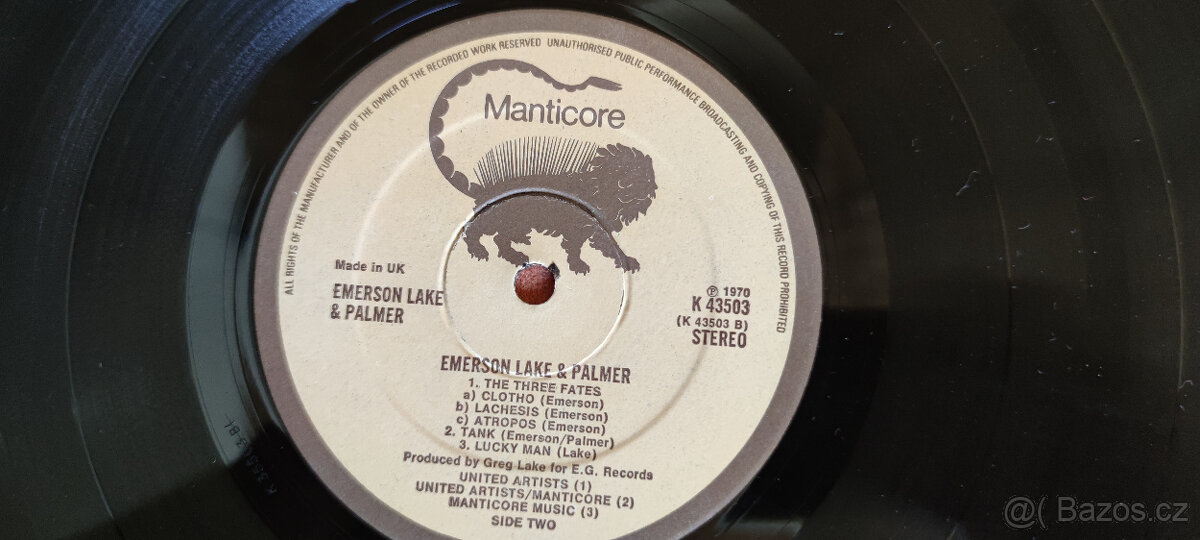 ALL RIGHTS OF THE MANUFACTURER AND OF THE OWNER OF THE RECORDED WORK RESERVED UNAUTHORISED PUBLIC PERFORMANCE BROADCASTING AND COPYING OF THIS RECORD PROHIBITED
Manticore
Made in UK
EMERSON LAKE
& PALMER
℗ 1970
K 43503
(K 43503 B)
STEREO
EMERSON LAKE & PALMER
1. THE THREE FATES
a) CLOTHO (Emerson)
b) LACHESIS (Emerson)
c) ATROPOS (Emerson)
2. TANK (Emerson/Palmer)
3. LUCKY MAN (Lake)
Produced by Greg Lake for E.G. Records
UNITED ARTISTS (1)
UNITED ARTISTS/MANTICORE (2)
MANTICORE MUSIC (3)
SIDE TWO
@( Bazos.cz